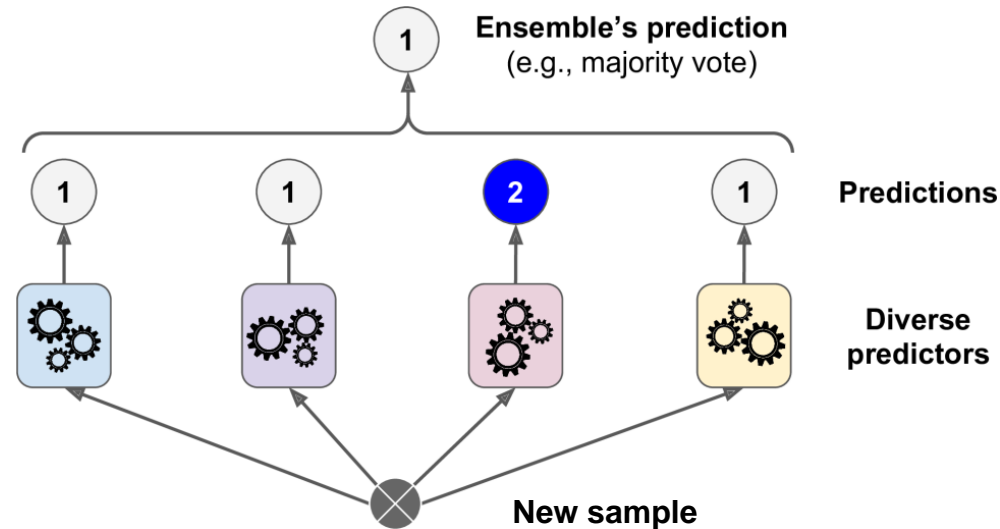 1
Ensemble's prediction
(e.g., majority vote)
1 1 2 1 Predictions
Diverse
predictors
New sample